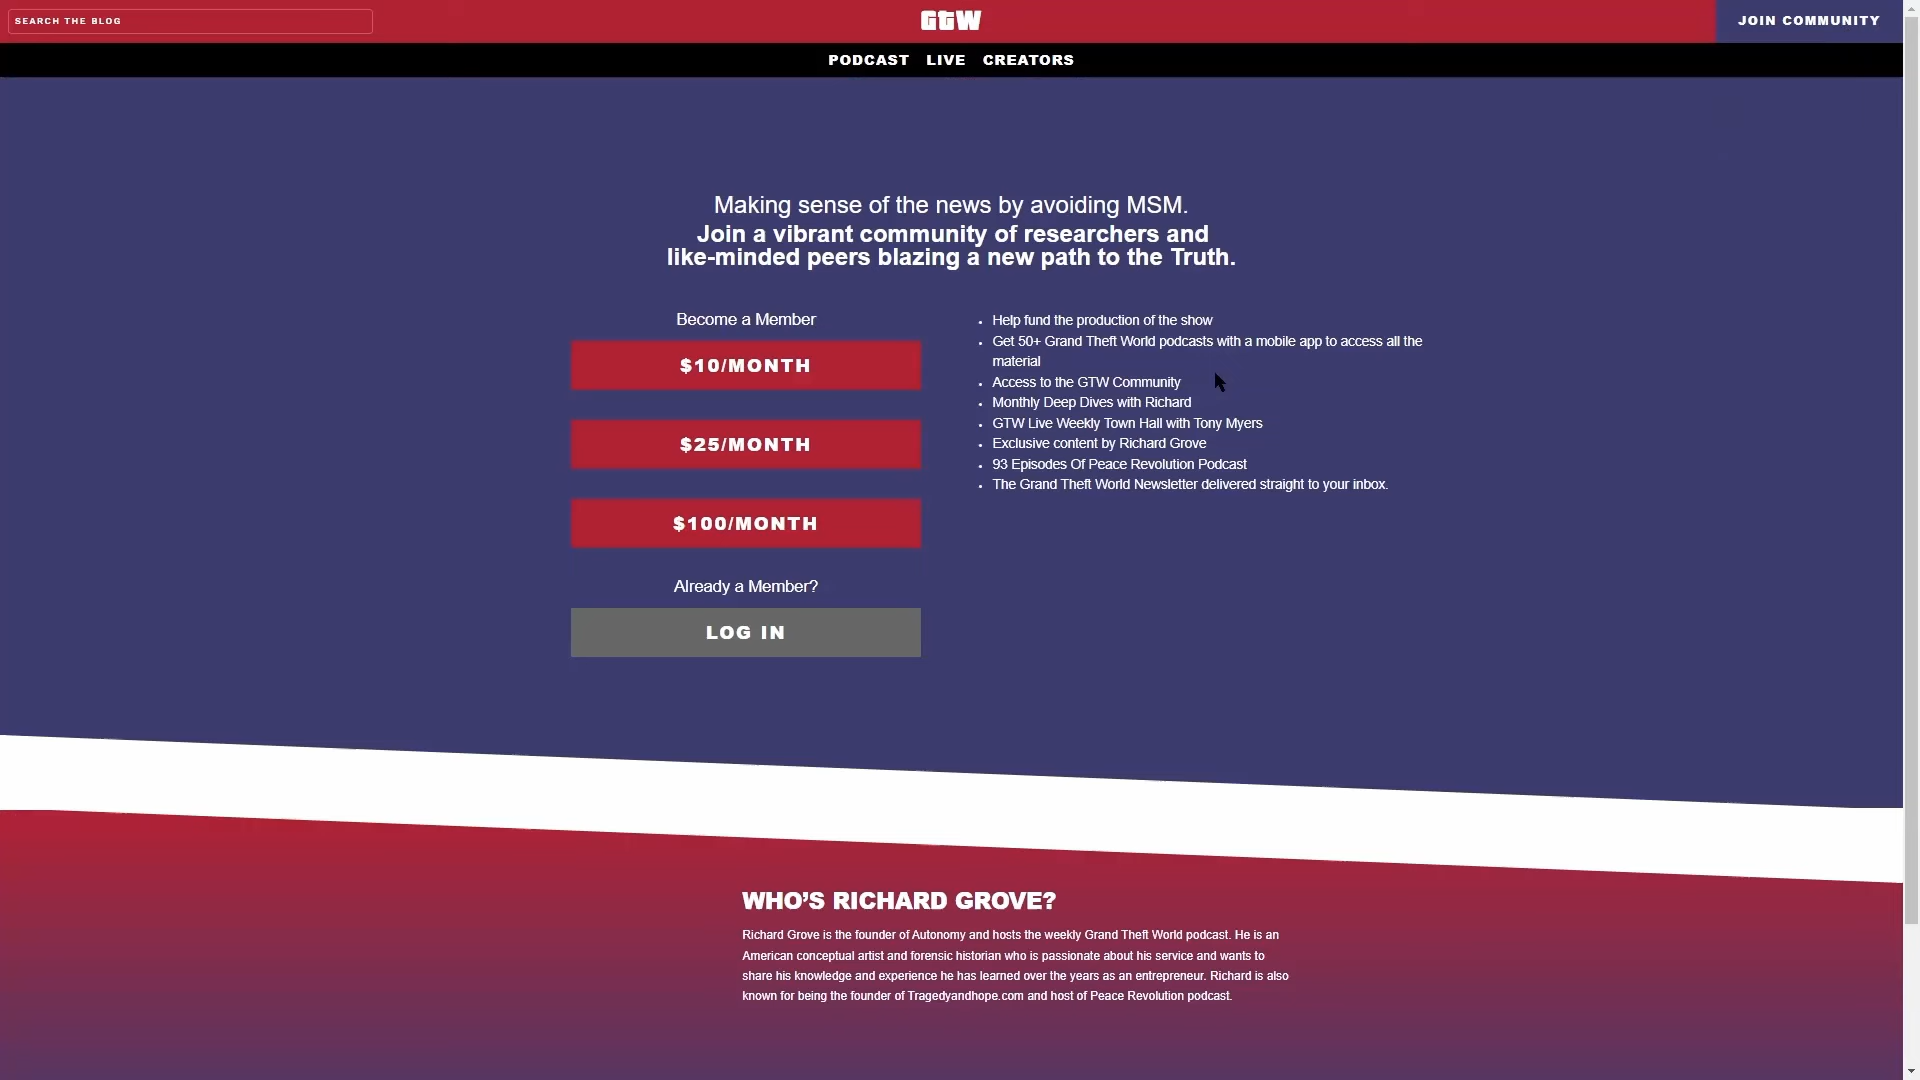 SEARCH THE BLOG
GTW
JOIN COMMUNITY
PODCAST LIVE CREATORS
Making sense of the news by avoiding MSM.
Join a vibrant community of researchers and
like-minded peers blazing a new path to the Truth.
Become a Member
$10/MONTH
$25/MONTH
$100/MONTH
Already a Member?
LOG IN
Help fund the production of the show
Get 50+ Grand Theft World podcasts with a mobile app to access all the
material
Access to the GTW Community
Monthly Deep Dives with Richard
GTW Live Weekly Town Hall with Tony Myers
Exclusive content by Richard Grove
93 Episodes Of Peace Revolution Podcast
The Grand Theft World Newsletter delivered straight to your inbox.
WHO’S RICHARD GROVE?
Richard Grove is the founder of Autonomy and hosts the weekly Grand Theft World podcast. He is an
American conceptual artist and forensic historian who is passionate about his service and wants to
share his knowledge and experience he has learned over the years as an entrepreneur. Richard is also
known for being the founder of Tragedyandhope.com and host of Peace Revolution podcast.